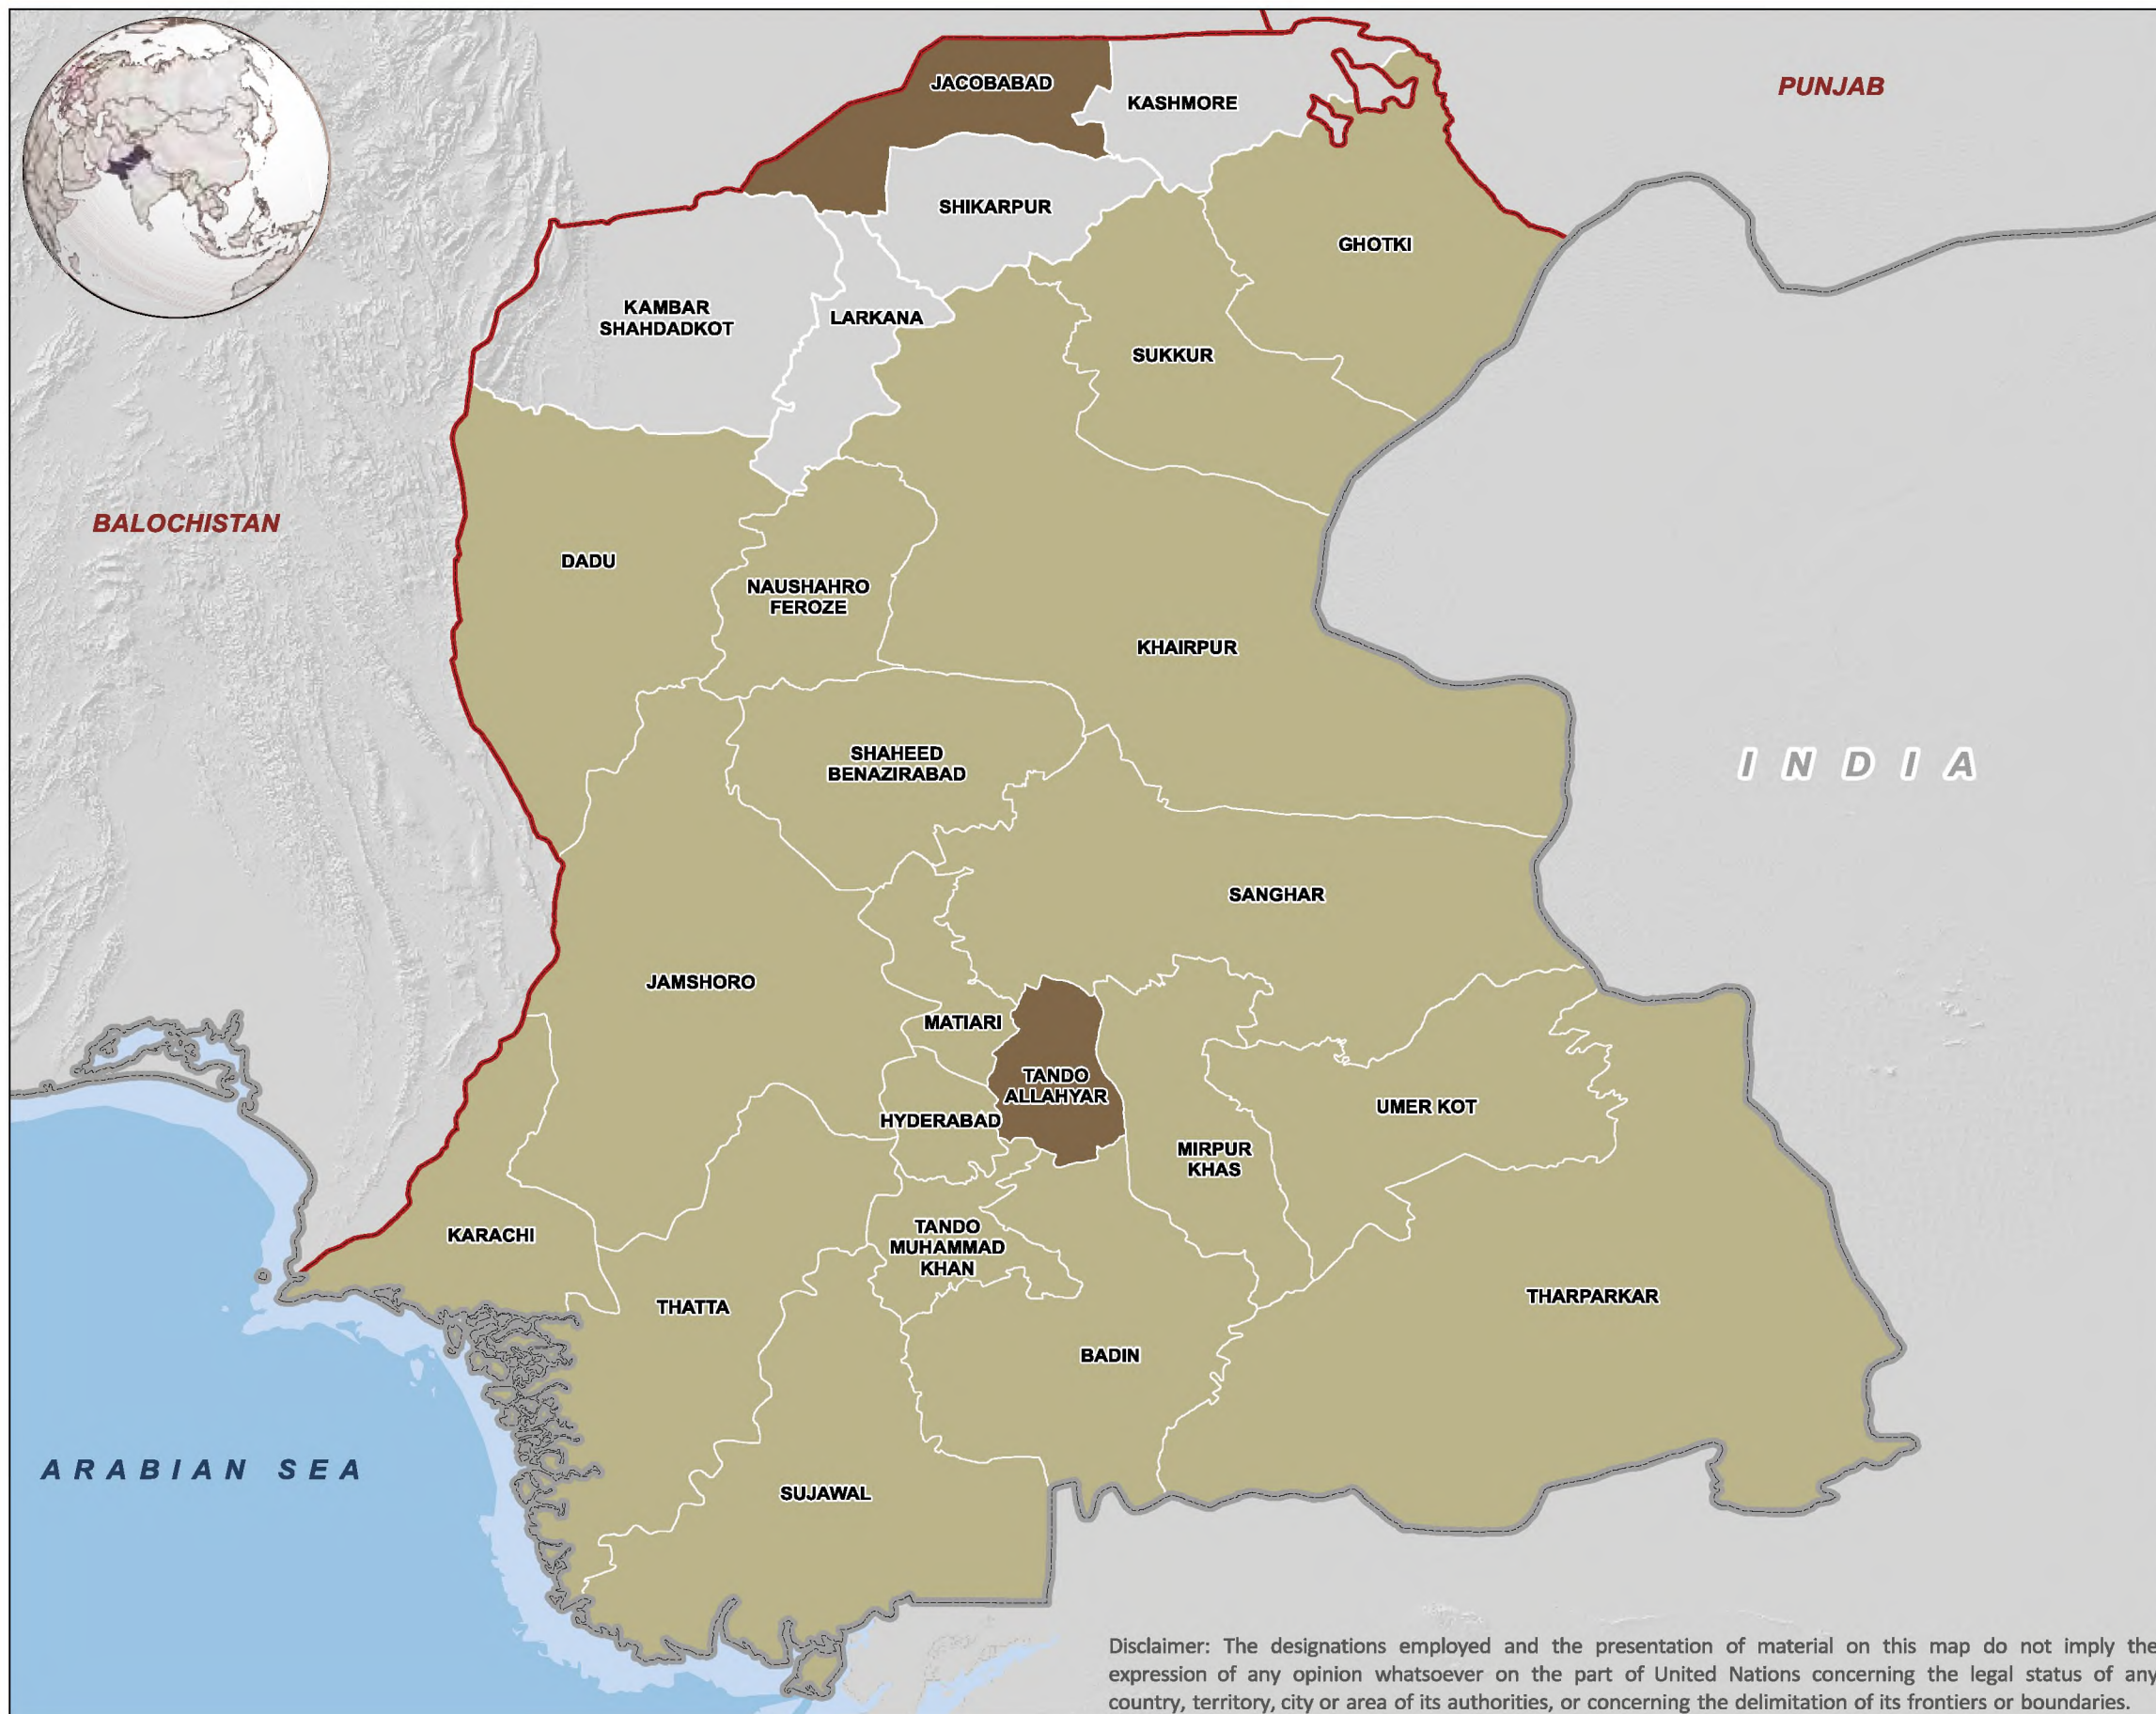 JACOBABAD
PUNJAB
KASHMORE
SHIKARPUR
GHOTKI
KAMBAR
SHAHDADKOT
LARKANA
SUKKUR
BALOCHISTAN
DADU
NAUSHAHRO
FEROZE
KHAIRPUR
SHAHEED
BENAZIRABAD
INDIA
SANGHAR
JAMSHORO
MATIARI
TANDO
ALLAHYAR
HYDERABAD
UMER KOT
MIRPUR
KHAS
KARACHI
TANDO
MUHAMMAD
KHAN
THATTA
THARPARKAR
BADIN
ARABIAN SEA
SUJAWAL
Disclaimer: The designations employed and the presentation of material on this map do not imply the
expression of any opinion whatsoever on the part of United Nations concerning the legal status of any
country, territory, city or area of its authorities, or concerning the delimitation of its frontiers or boundaries.